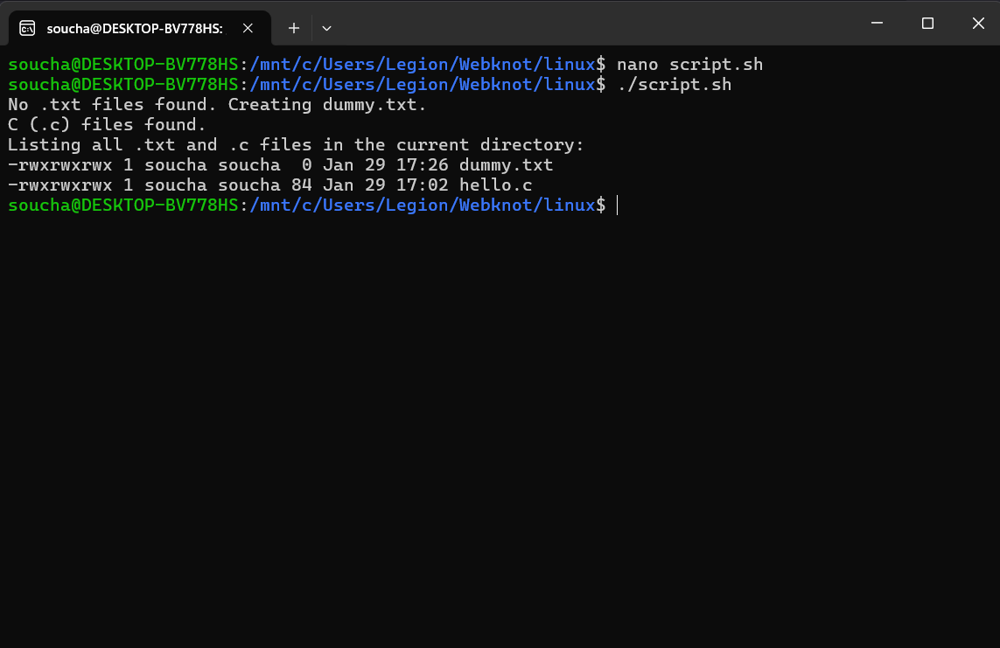 soucha@DESKTOP-BV778HS:
soucha@DESKTOP-BV778HS:/mnt/c/Users/Legion/Webknot/linux$ nano script.sh
soucha@DESKTOP-BV778HS:/mnt/c/Users/Legion/Webknot/linux$ ./script.sh
No .txt files found. Creating dummy.txt.
C (.c) files found.
Listing all .txt and .c files in the current directory:
-rwxrwxrwx 1 soucha soucha  0 Jan 29 17:26 dummy.txt
-rwxrwxrwx 1 soucha soucha 84 Jan 29 17:02 hello.c
soucha@DESKTOP-BV778HS:/mnt/c/Users/Legion/Webknot/linux$